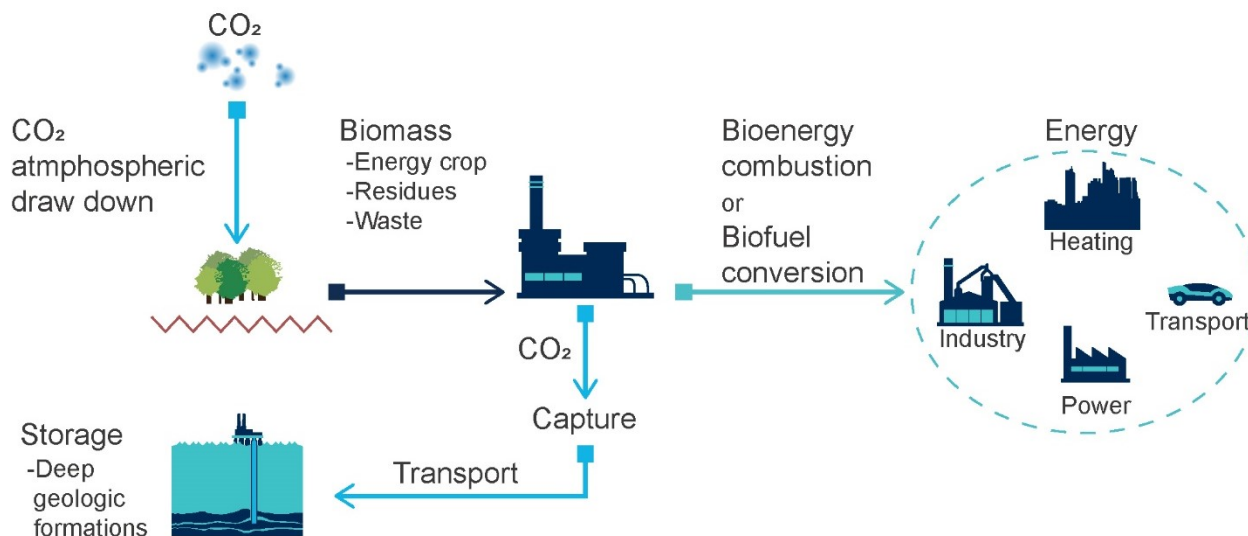 CO₂
CO₂
atmphospheric
draw down
Biomass
-Energy crop
-Residues
-Waste
Bioenergy
combustion
or
Biofuel
conversion
Energy
Heating
Industry
Transport
Power
CO₂
Capture
Transport
Storage
-Deep
geologic
formations